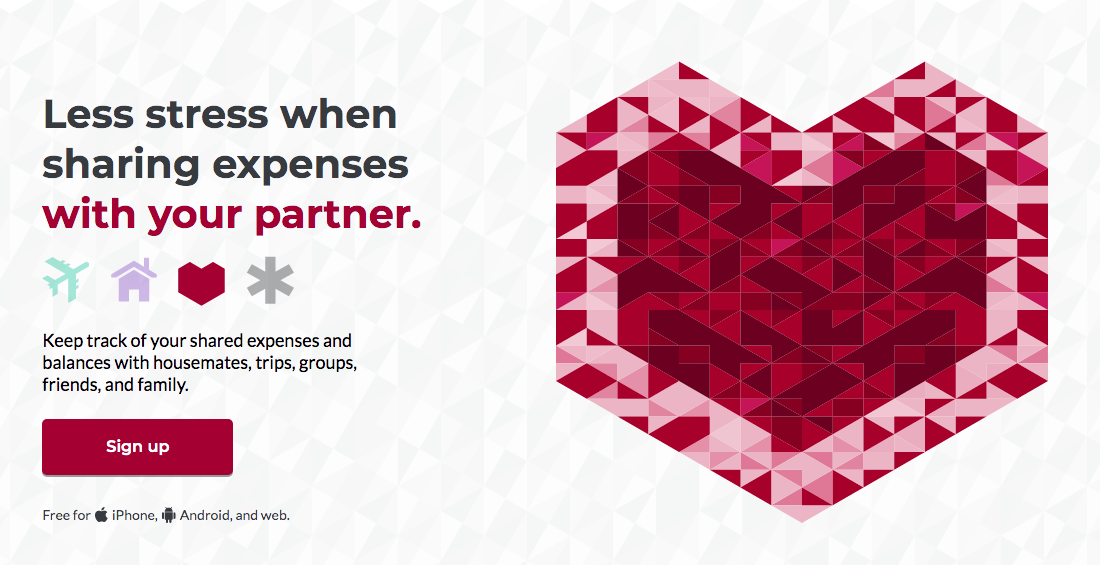 Less stress when
sharing expenses
with your partner.
Keep track of your shared expenses and
balances with housemates, trips, groups,
friends, and family.
Sign up
Free for iPhone, Android, and web.